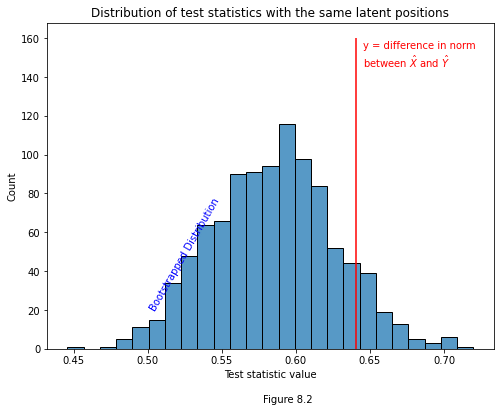 Distribution of test statistics with the same latent positions
160
140
120
100
80
60
40
20
0
Count
y = difference in norm
between X̂ and Ŷ
Bootstrapped Distribution
0.45 0.50 0.55 0.60 0.65 0.70
Test statistic value
Figure 8.2